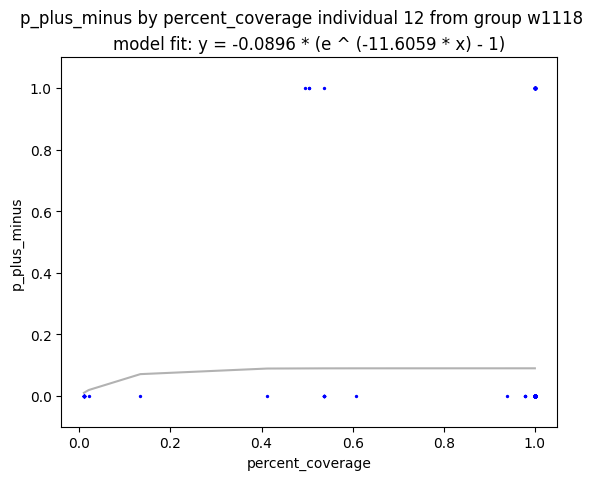 p_plus_minus by percent_coverage individual 12 from group w1118
model fit: y = -0.0896 * (e ^ (-11.6059 * x) - 1)
1.0
0.8
0.6
0.4
0.2
0.0
p_plus_minus
0.0 0.2 0.4 0.6 0.8 1.0
percent_coverage